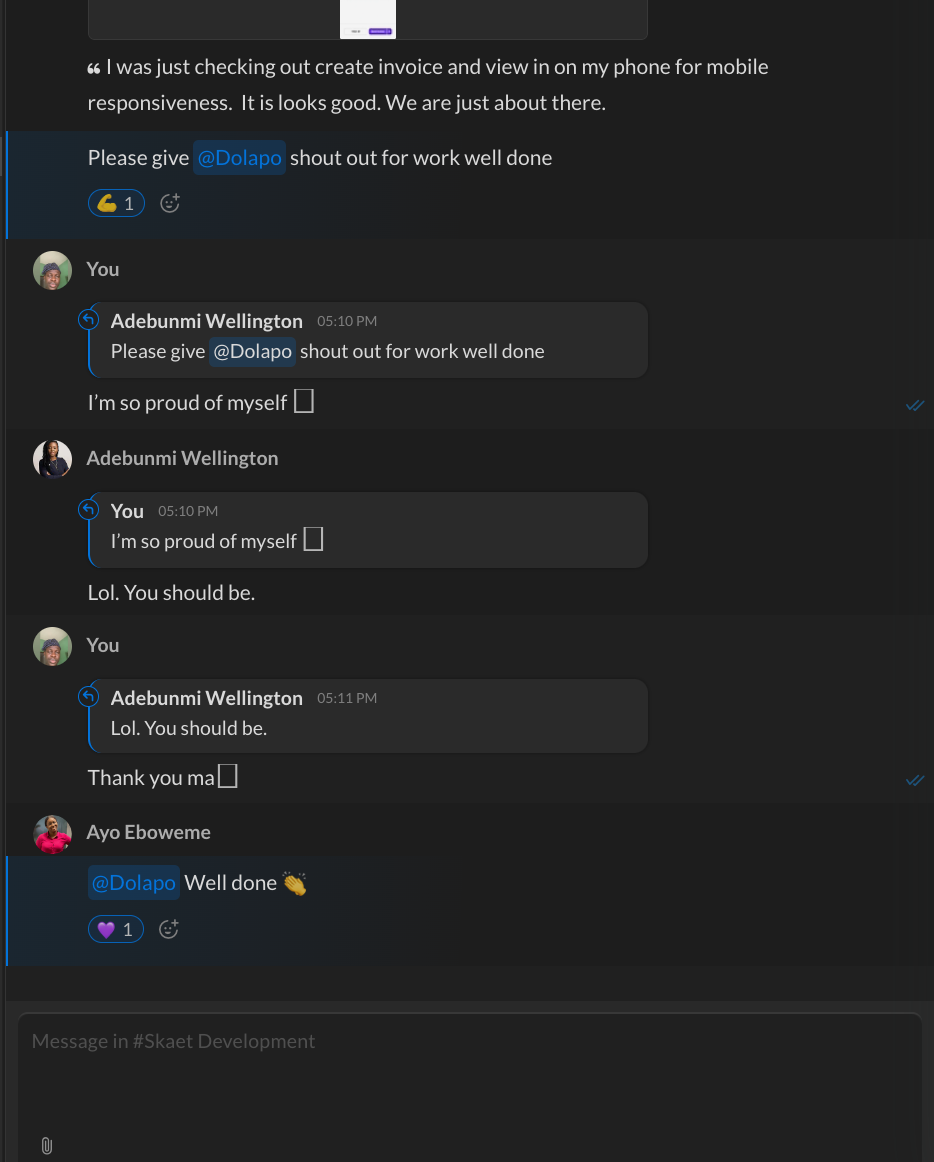 “ I was just checking out create invoice and view in on my phone for mobile
responsiveness.  It is looks good. We are just about there.
Please give @Dolapo shout out for work well done
💪 1
You
Adebunmi Wellington 05:10 PM
Please give @Dolapo shout out for work well done
I’m so proud of myself
Adebunmi Wellington
You 05:10 PM
I’m so proud of myself
Lol. You should be.
You
Adebunmi Wellington 05:11 PM
Lol. You should be.
Thank you ma
Ayo Eboweme
@Dolapo Well done 👏
💜 1
Message in #Skaet Development